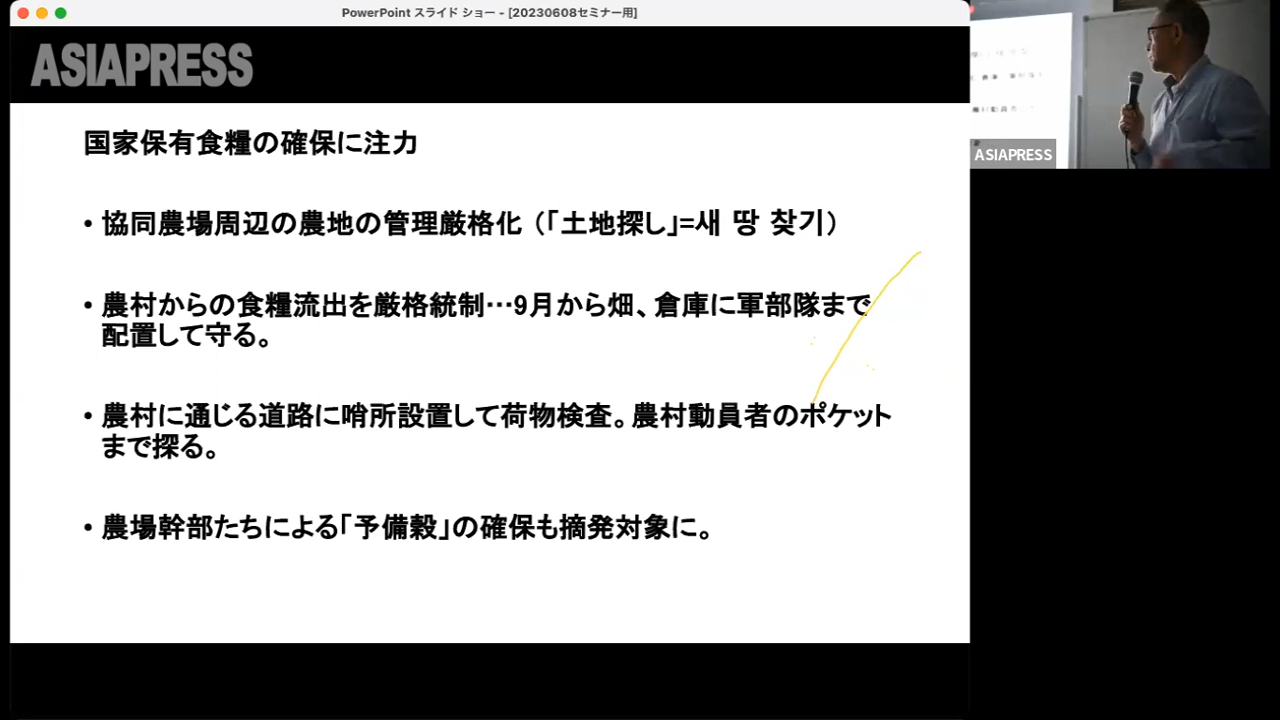 PowerPoint スライド ショー - [20230608セミナー用]
ASIAPRESS
国家保有食糧の確保に注力
• 協同農場周辺の農地の管理厳格化（「土地探し」=새 땅 찾기）
• 農村からの食糧流出を厳格統制…9月から畑、倉庫に軍部隊まで
配置して守る。
• 農村に通じる道路に哨所設置して荷物検査。農村動員者のポケット
まで探る。
• 農場幹部たちによる「予備穀」の確保も摘発対象に。
ASIAPRESS